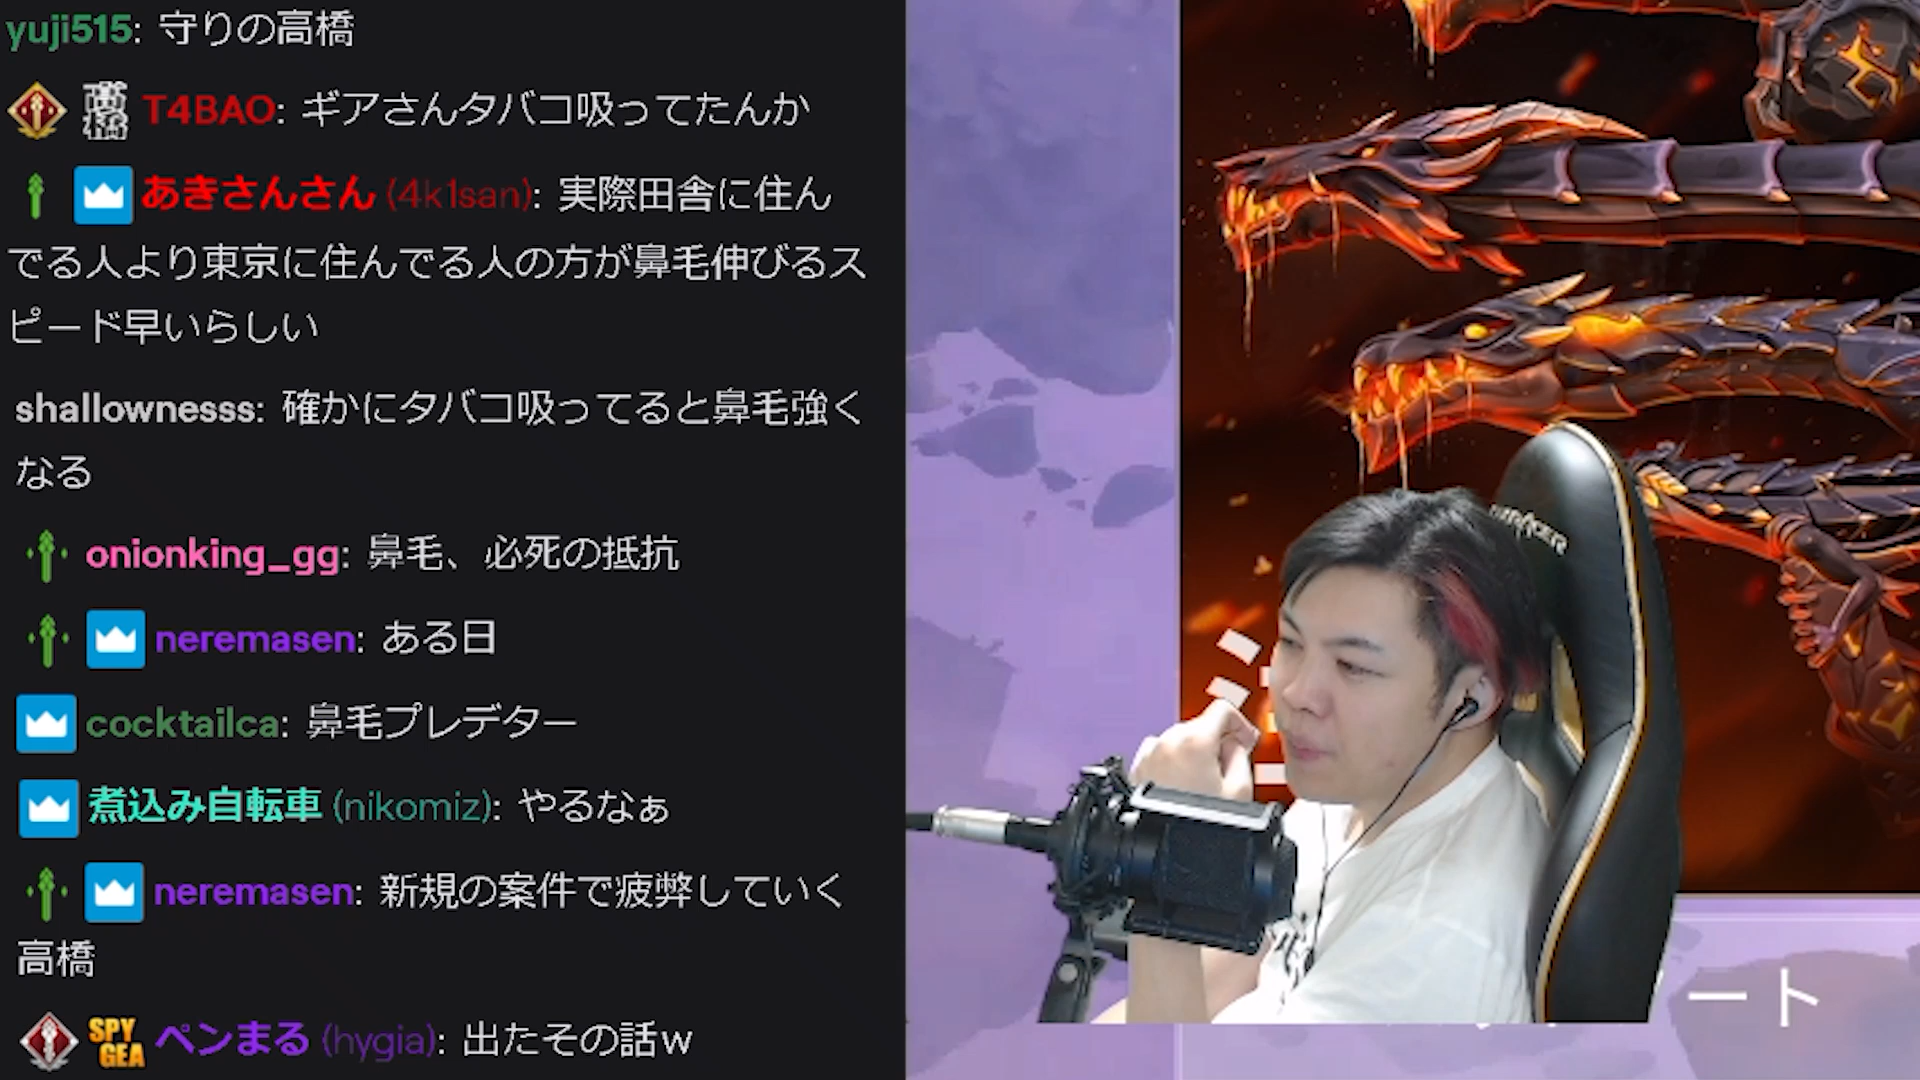 yuji515: 守りの高橋
高橋 T4BAO: ギアさんタバコ吸ってたんか
あきさんさん (4k1san): 実際田舎に住ん
でる人より東京に住んでる人の方が鼻毛伸びるス
ピード早いらしい
shallownesss: 確かにタバコ吸ってると鼻毛強く
なる
onionking_gg: 鼻毛、必死の抵抗
neremasen: ある日
cocktailca: 鼻毛プレデター
煮込み自転車 (nikomiz): やるなぁ
neremasen: 新規の案件で疲弊していく
高橋
SPY GEA ペンまる (hygia): 出たその話w
ート